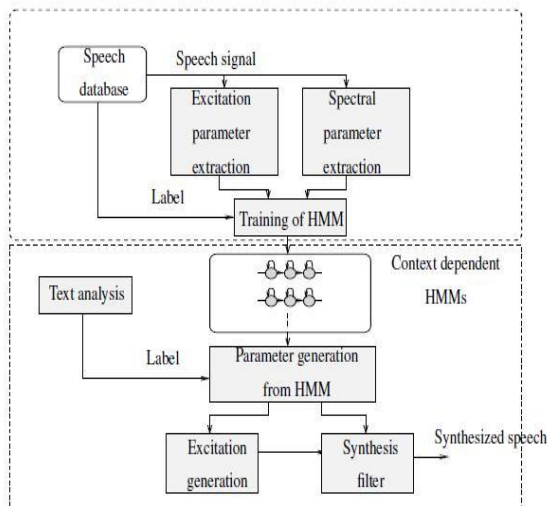 Speech
database
Speech signal
Excitation
parameter
extraction
Spectral
parameter
extraction
Label
Training of HMM
Context dependent
HMMs
Text analysis
Label
Parameter generation
from HMM
Excitation
generation
Synthesis
filter
Synthesized speech